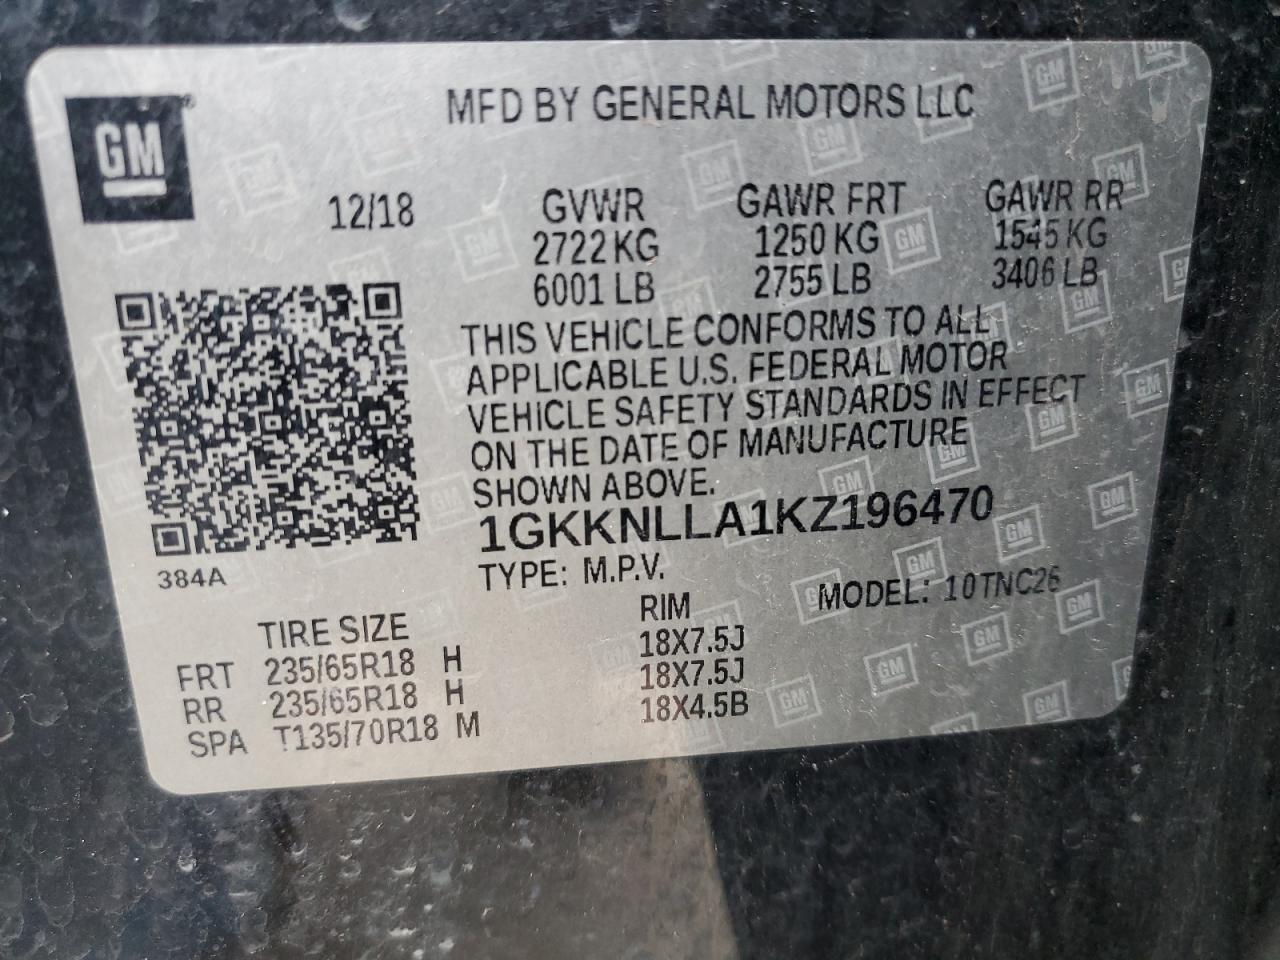 GM
MFD BY GENERAL MOTORS LLC
12/18
GVWR GAWR FRT GAWR RR
2722 KG 1250 KG 1545 KG
6001 LB 2755 LB 3406 LB
THIS VEHICLE CONFORMS TO ALL
APPLICABLE U.S. FEDERAL MOTOR
VEHICLE SAFETY STANDARDS IN EFFECT
ON THE DATE OF MANUFACTURE
SHOWN ABOVE.
1GKKNLLA1KZ196470
384A
TYPE: M.P.V. MODEL: 10TNC26
TIRE SIZE RIM
FRT 235/65R18 H 18X7.5J
RR 235/65R18 H 18X7.5J
SPA T135/70R18 M 18X4.5B